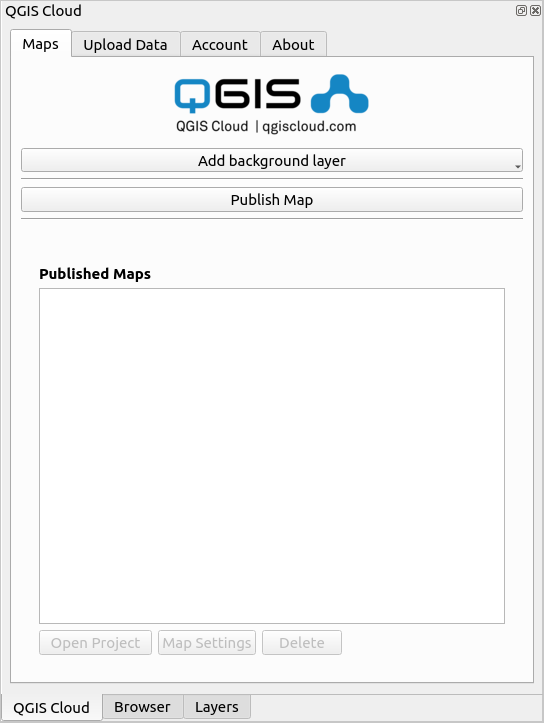 QGIS Cloud
Maps Upload Data Account About
QGIS
QGIS Cloud | qgiscloud.com
Add background layer
Publish Map
Published Maps
Open Project Map Settings Delete
QGIS Cloud Browser Layers